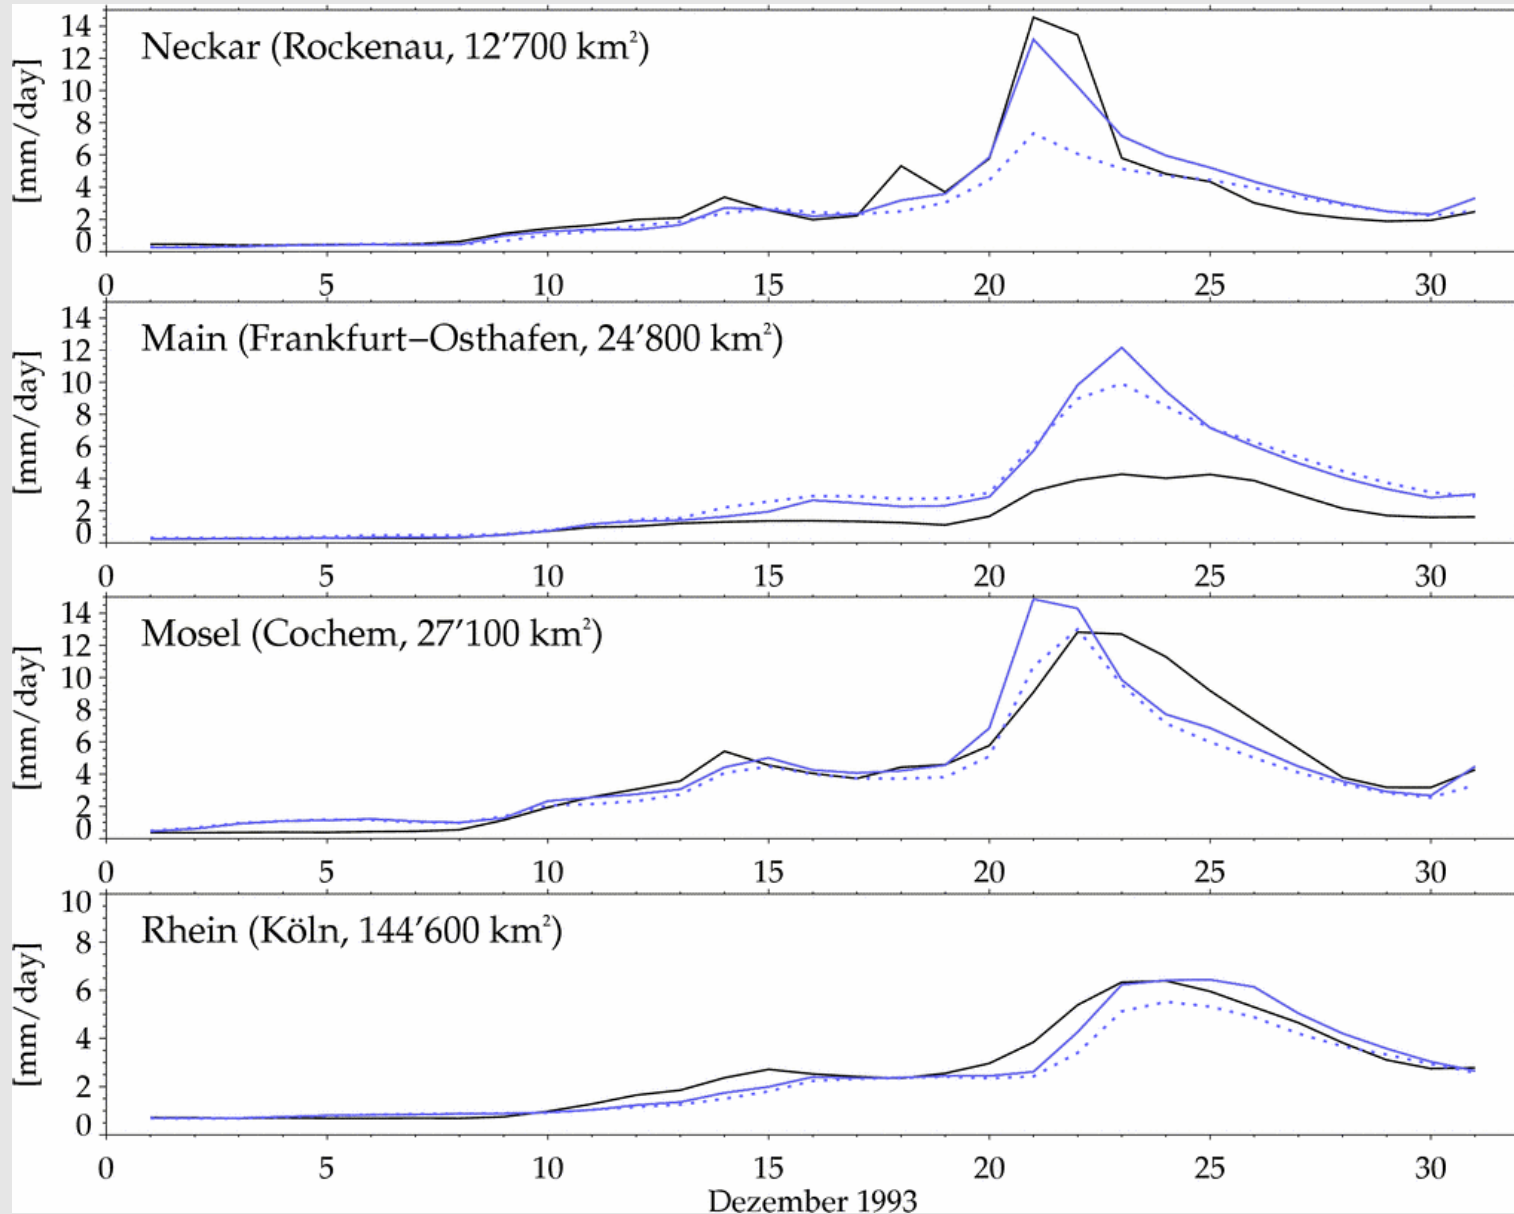 Neckar (Rockenau, 12’700 km²)
[mm/day]
14
12
10
8
6
4
2
0
0 5 10 15 20 25 30
Main (Frankfurt–Osthafen, 24’800 km²)
[mm/day]
14
12
10
8
6
4
2
0
0 5 10 15 20 25 30
Mosel (Cochem, 27’100 km²)
[mm/day]
14
12
10
8
6
4
2
0
0 5 10 15 20 25 30
Rhein (Köln, 144’600 km²)
[mm/day]
10
8
6
4
2
0
0 5 10 15 20 25 30
Dezember 1993